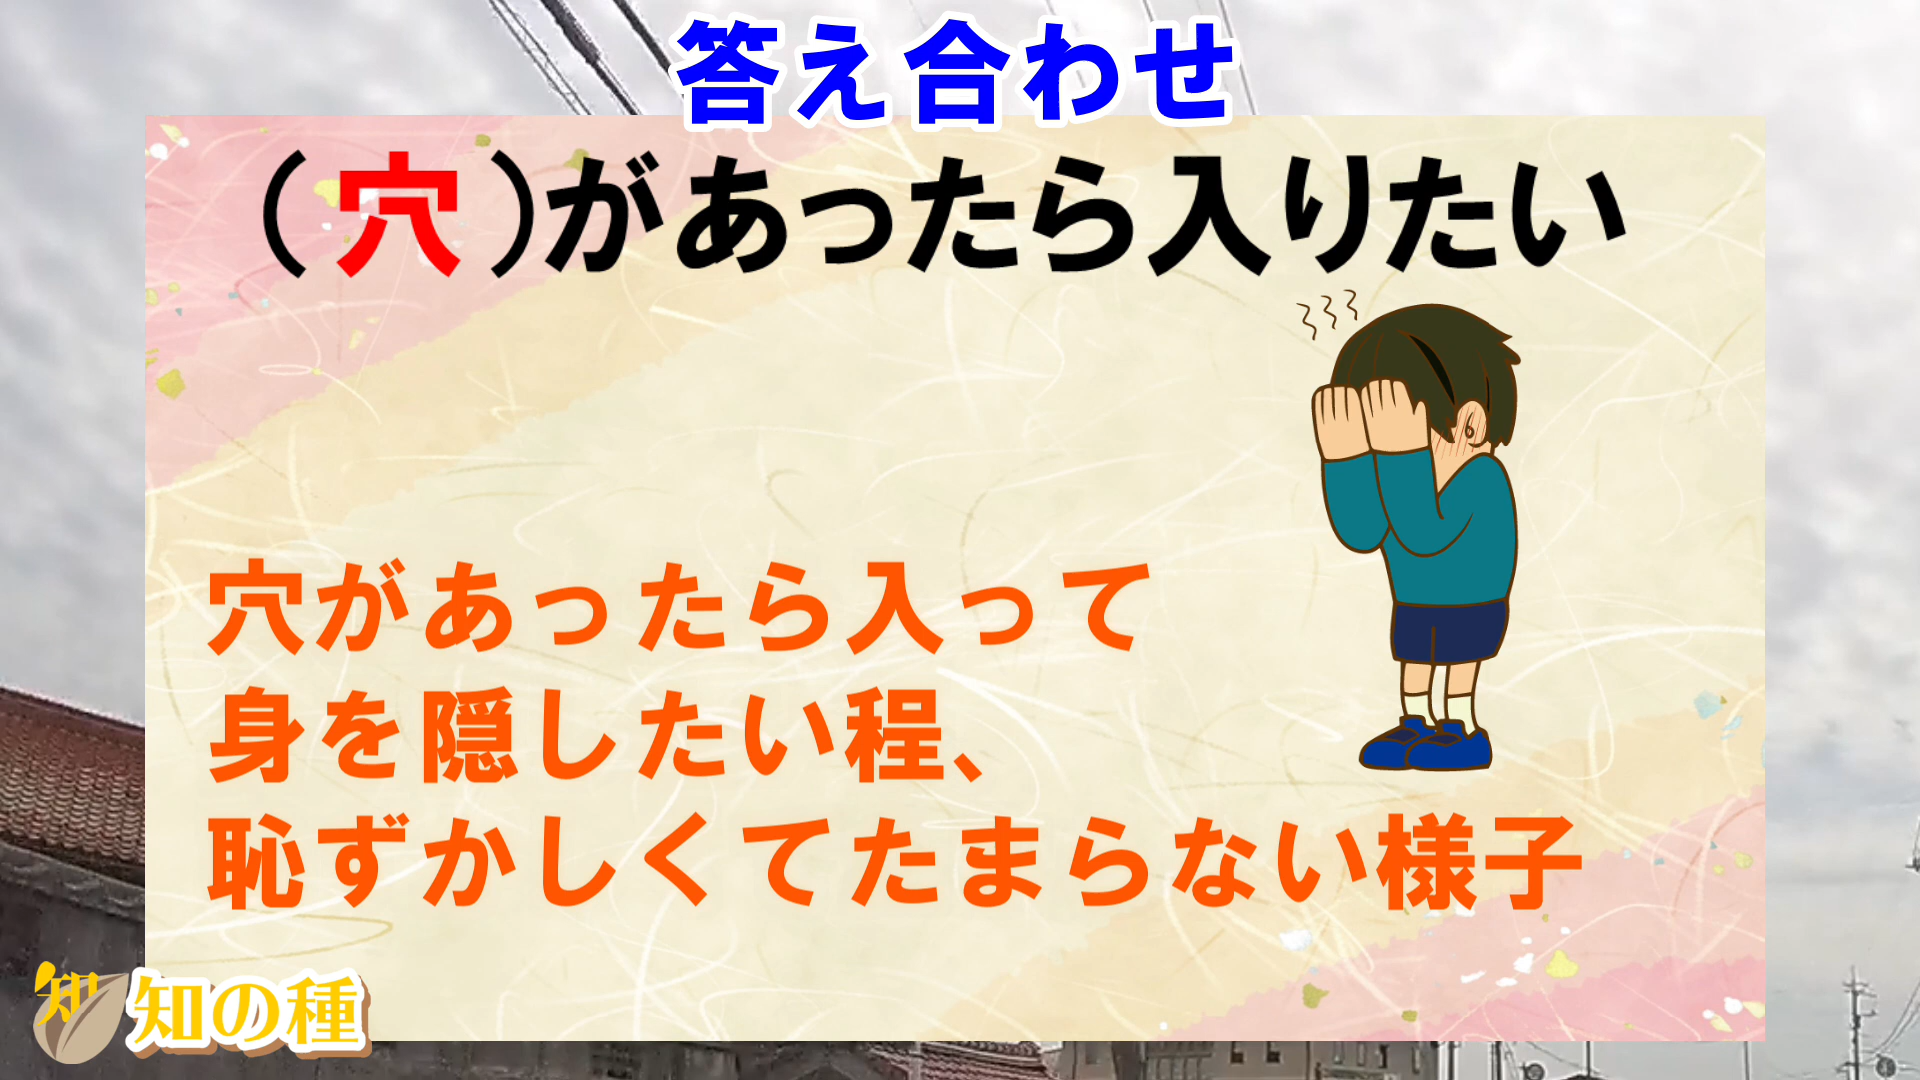 答え合わせ
（穴）があったら入りたい
穴があったら入って
身を隠したい程、
恥ずかしくてたまらない様子
知 知の種